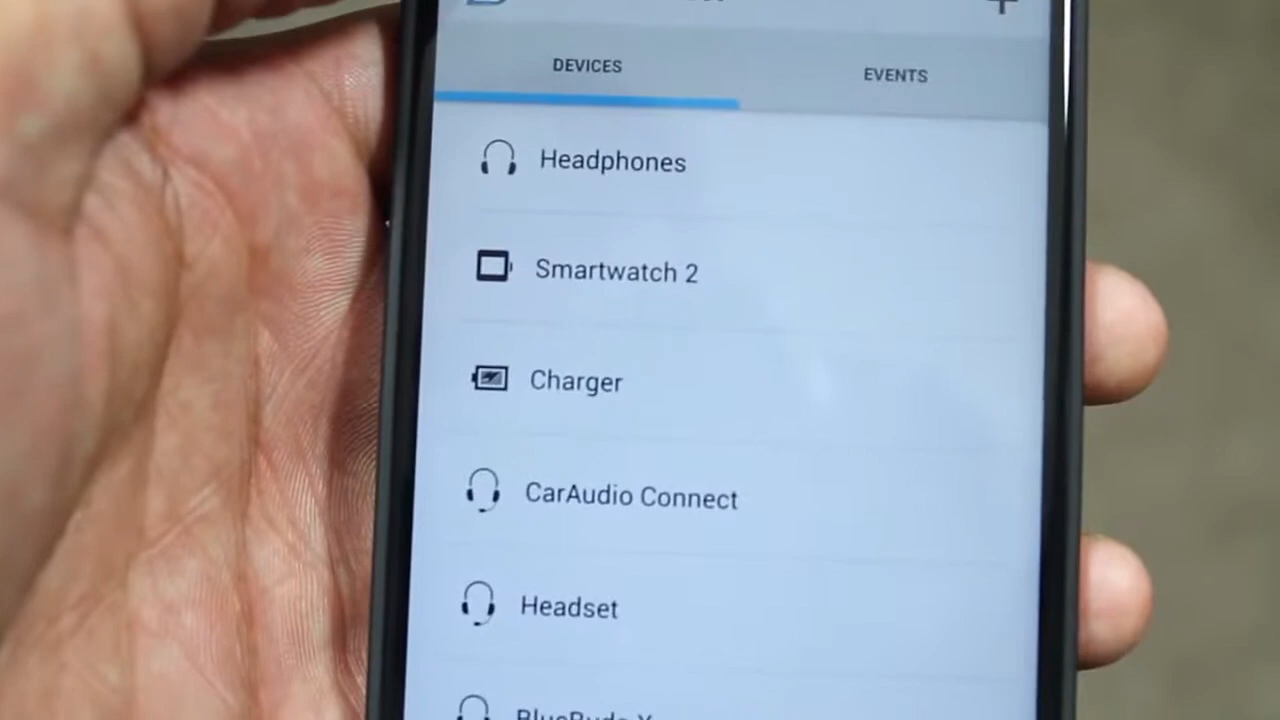 DEVICES
EVENTS
Headphones
Smartwatch 2
Charger
CarAudio Connect
Headset